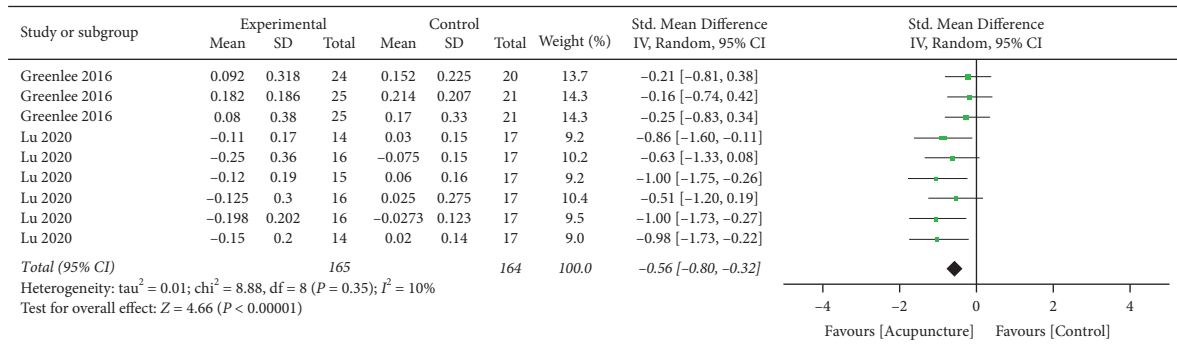 Study or subgroup Experimental Control Weight (%) Std. Mean Difference Std. Mean Difference
Mean SD Total Mean SD Total IV, Random, 95% CI IV, Random, 95% CI
Greenlee 2016 0.092 0.318 24 0.152 0.225 20 13.7 –0.21 [–0.81, 0.38]
Greenlee 2016 0.182 0.186 25 0.214 0.207 21 14.3 –0.16 [–0.74, 0.42]
Greenlee 2016 0.08 0.38 25 0.17 0.33 21 14.3 –0.25 [–0.83, 0.34]
Lu 2020 –0.11 0.17 14 0.03 0.15 17 9.2 –0.86 [–1.60, –0.11]
Lu 2020 –0.25 0.36 16 –0.075 0.15 17 10.2 –0.63 [–1.33, 0.08]
Lu 2020 –0.12 0.19 15 0.06 0.16 17 9.2 –1.00 [–1.75, –0.26]
Lu 2020 –0.125 0.3 16 0.025 0.275 17 10.4 –0.51 [–1.20, 0.19]
Lu 2020 –0.198 0.202 16 –0.0273 0.123 17 9.5 –1.00 [–1.73, –0.27]
Lu 2020 –0.15 0.2 14 0.02 0.14 17 9.0 –0.98 [–1.73, –0.22]
Total (95% CI) 165 164 100.0 –0.56 [–0.80, –0.32]
Heterogeneity: tau² = 0.01; chi² = 8.88, df = 8 (P = 0.35); I² = 10%
Test for overall effect: Z = 4.66 (P < 0.00001)
–4 –2 0 2 4
Favours [Acupuncture] Favours [Control]